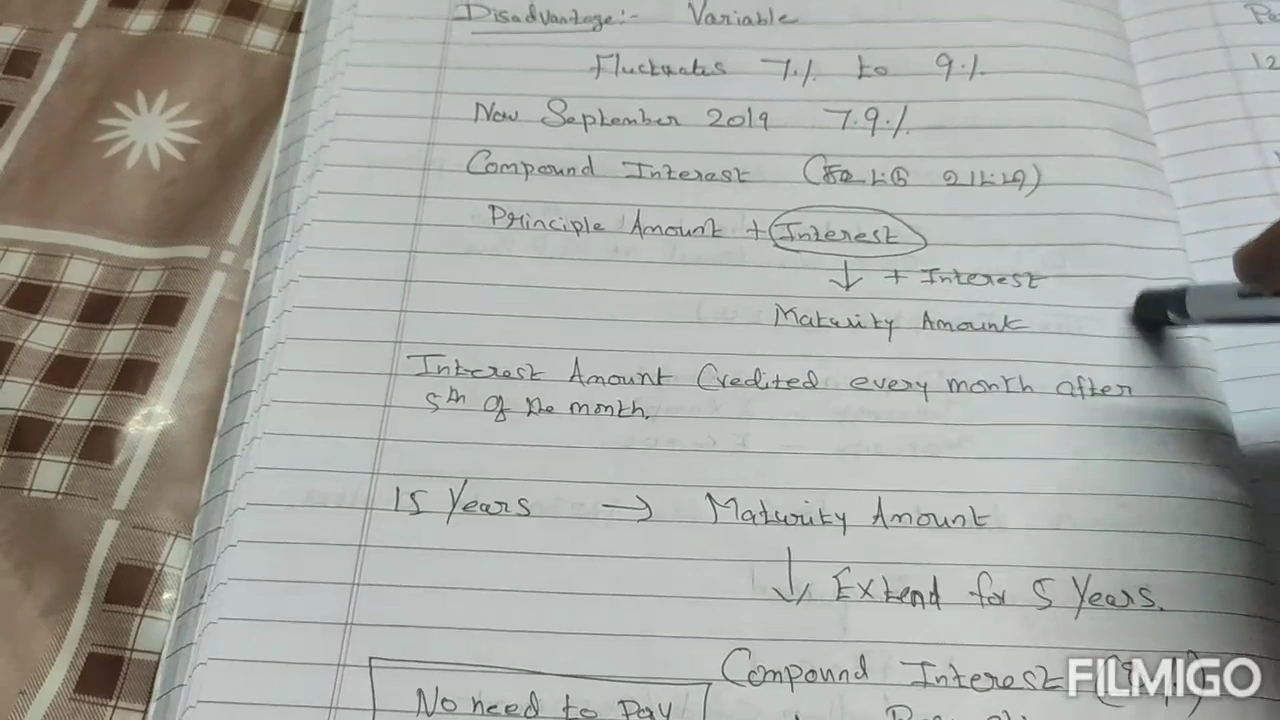 Disadvantage:- Variable
Fluctuates 7% to 9%
Now September 2019 7.9%
Compound Interest (கூட்டு வட்டி)
Principle Amount + Interest
↓ + Interest
Maturity Amount
Interest Amount Credited every month after
5th of the month.
15 Years → Maturity Amount
↓ Extend for 5 Years.
Compound Interest
No need to pay
12
FILMIGO